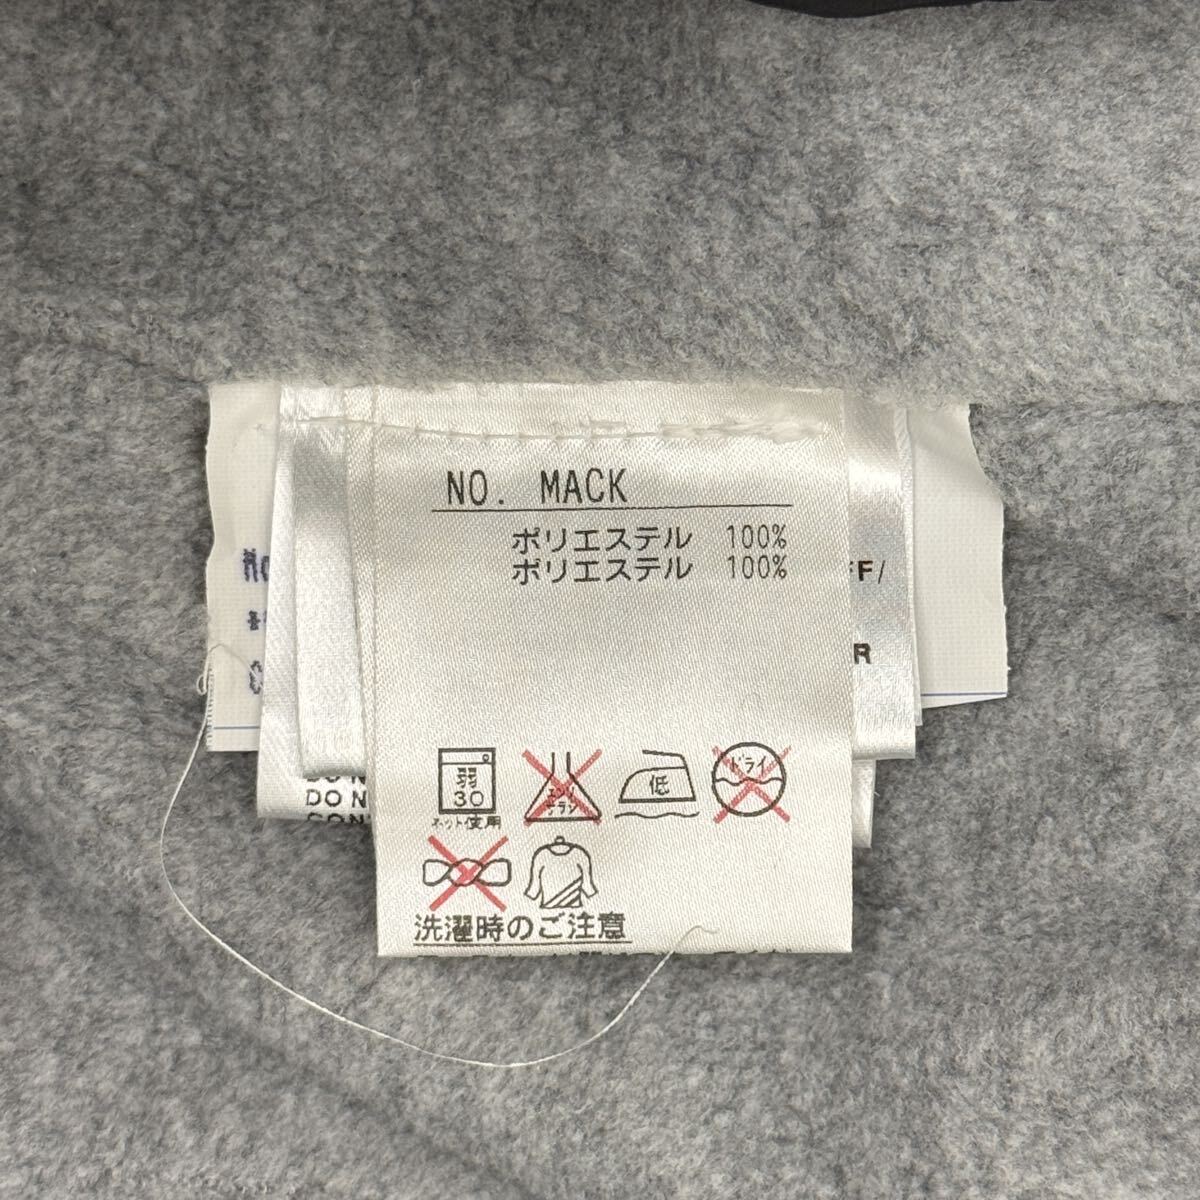 NO. MACK
ポリエステル 100%
ポリエステル 100%
FF/
R
弱
30
ネット使用
エンソ
サラシ
低
ドライ
DO N
CON
洗濯時のご注意